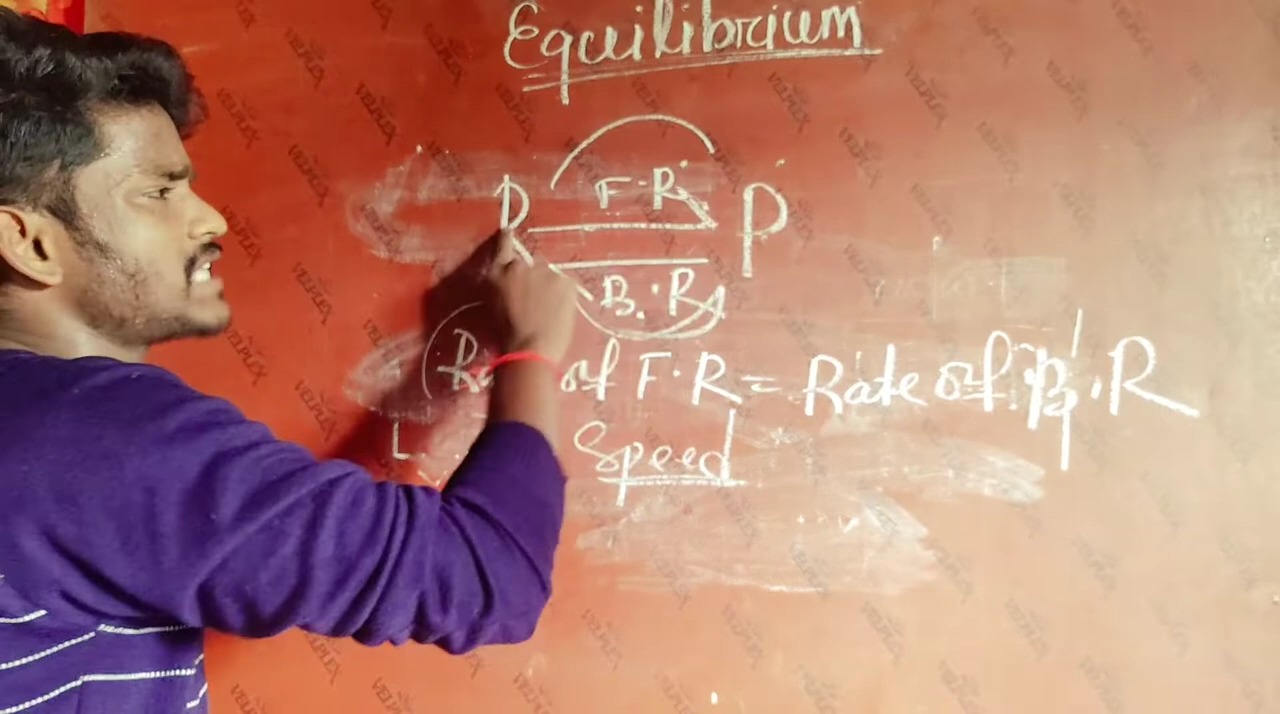 Equilibrium
F.R
R P
B.R
of F.R = Rate of B.R
Speed